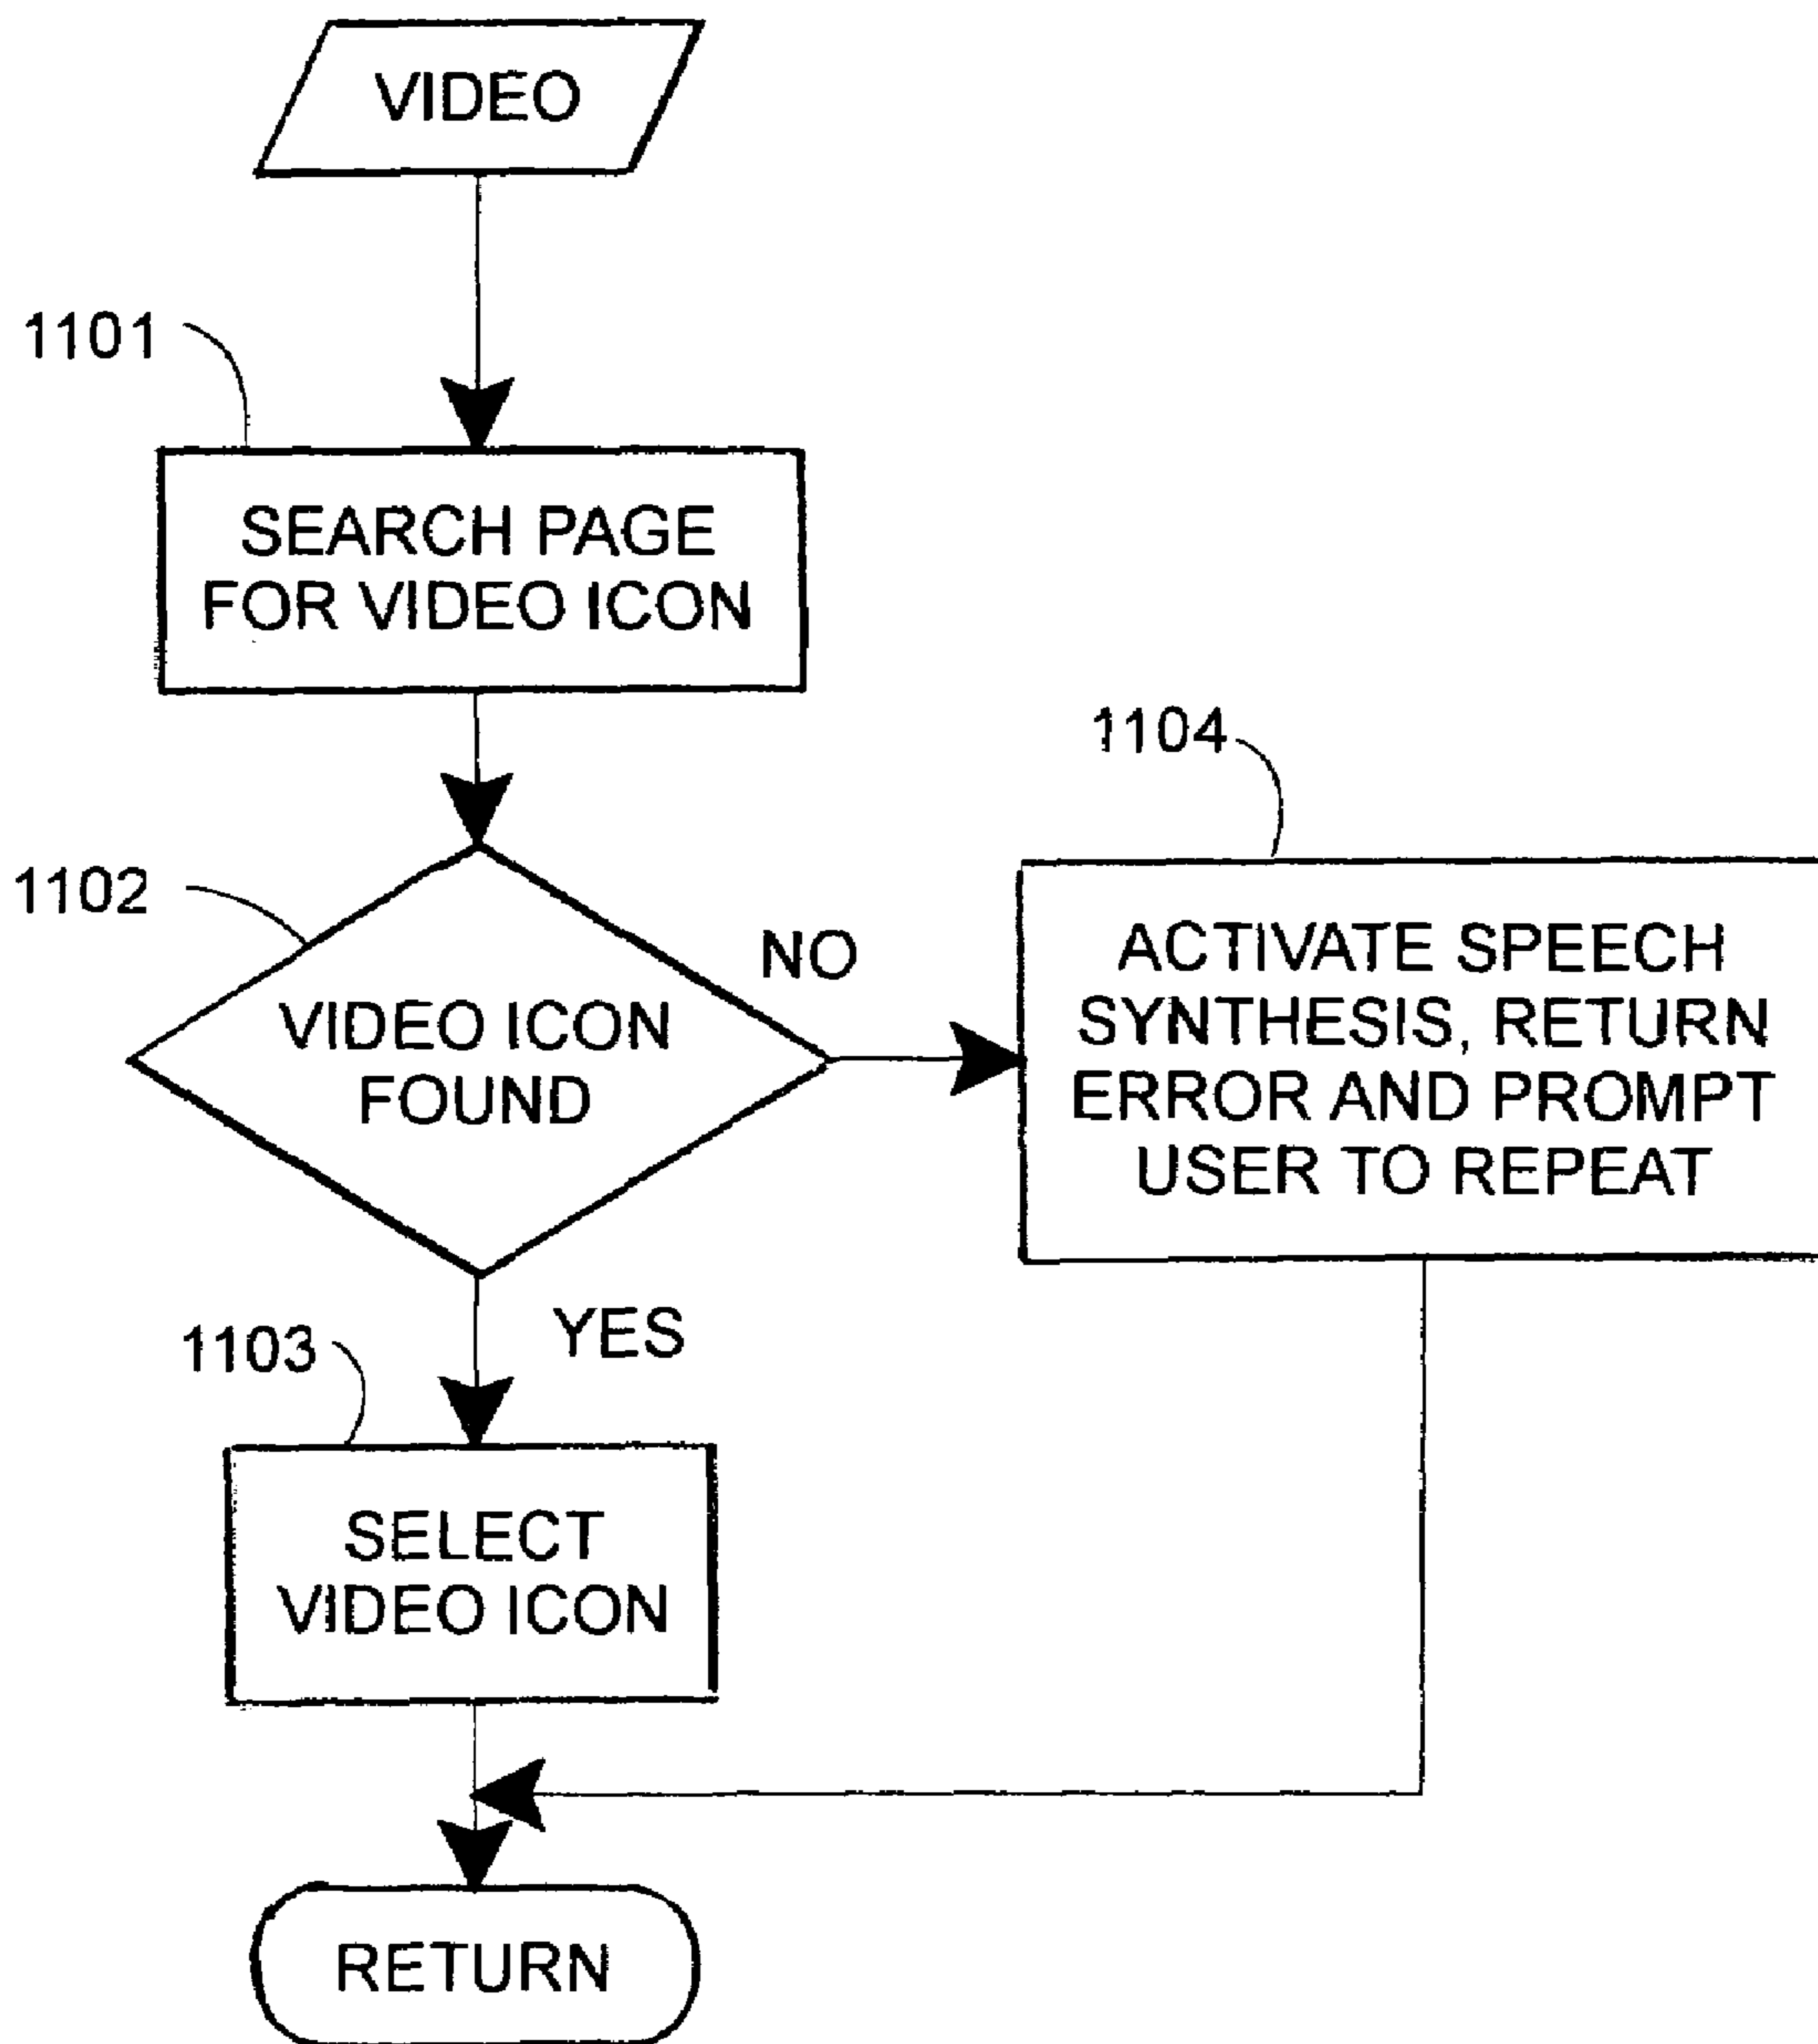 VIDEO
1101
SEARCH PAGE
FOR VIDEO ICON
1102
VIDEO ICON
FOUND
NO
1104
ACTIVATE SPEECH
SYNTHESIS, RETURN
ERROR AND PROMPT
USER TO REPEAT
YES
1103
SELECT
VIDEO ICON
RETURN